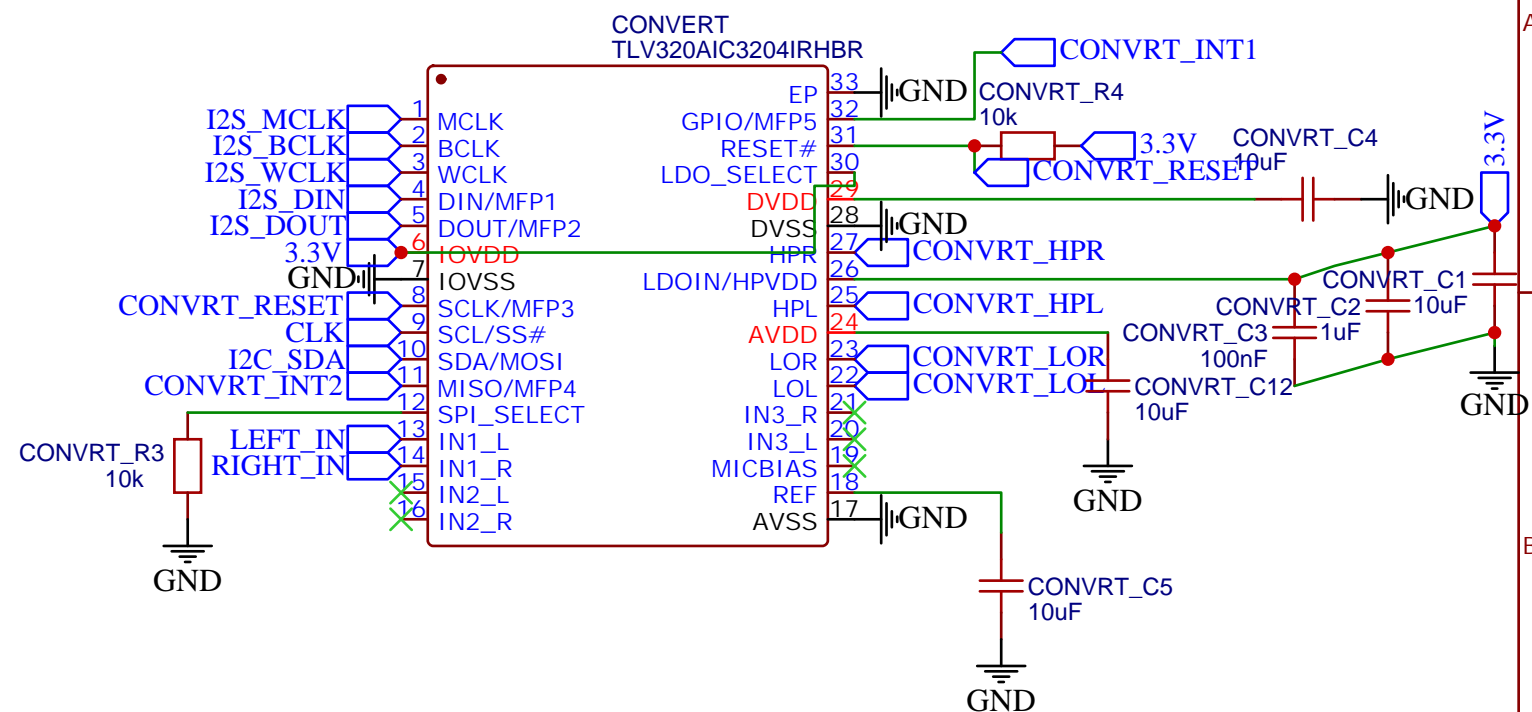 CONVERT
TLV320AIC3204IRHBR
A
CONVRT_INT1
EP
33
GND
CONVRT_R4
10k
I2S_MCLK
1
MCLK
GPIO/MFP5
32
I2S_BCLK
2
BCLK
RESET#
31
3.3V
CONVRT_C4
10uF
3.3V
I2S_WCLK
3
WCLK
LDO_SELECT
30
CONVRT_RESET
I2S_DIN
4
DIN/MFP1
DVDD
29
GND
I2S_DOUT
5
DOUT/MFP2
DVSS
28
GND
3.3V
6
IOVDD
HPR
27
CONVRT_HPR
GND
7
IOVSS
LDOIN/HPVDD
26
CONVRT_C1
10uF
CONVRT_RESET
8
SCLK/MFP3
HPL
25
CONVRT_HPL
CONVRT_C2
1uF
CLK
9
SCL/SS#
AVDD
24
CONVRT_C3
100nF
I2C_SDA
10
SDA/MOSI
LOR
23
CONVRT_LOR
CONVRT_INT2
11
MISO/MFP4
LOL
22
CONVRT_LOL
CONVRT_C12
10uF
GND
12
SPI_SELECT
IN3_R
21
CONVRT_R3
10k
LEFT_IN
13
IN1_L
IN3_L
20
RIGHT_IN
14
IN1_R
MICBIAS
19
15
IN2_L
REF
18
GND
16
IN2_R
AVSS
17
GND
B
GND
CONVRT_C5
10uF
GND